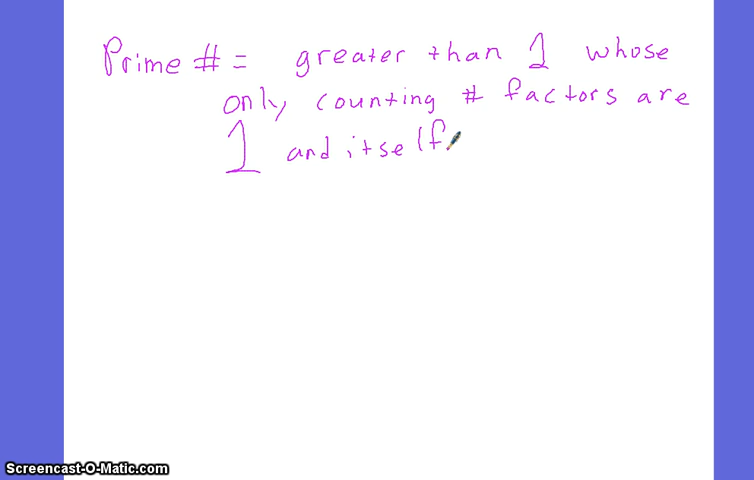 Prime # = greater than 1 whose
only counting # factors are
1 and itself
Screencast-O-Matic.com